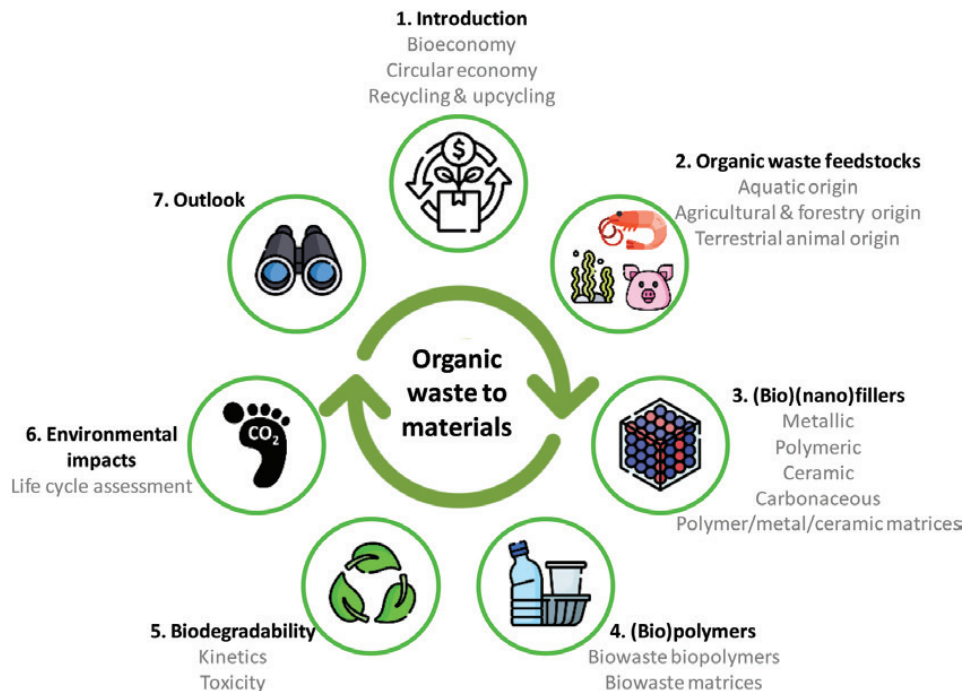 1. Introduction
Bioeconomy
Circular economy
Recycling & upcycling
$
2. Organic waste feedstocks
Aquatic origin
Agricultural & forestry origin
Terrestrial animal origin
3. (Bio)(nano)fillers
Metallic
Polymeric
Ceramic
Carbonaceous
Polymer/metal/ceramic matrices
4. (Bio)polymers
Biowaste biopolymers
Biowaste matrices
5. Biodegradability
Kinetics
Toxicity
6. Environmental
impacts
Life cycle assessment
CO₂
7. Outlook
Organic
waste to
materials